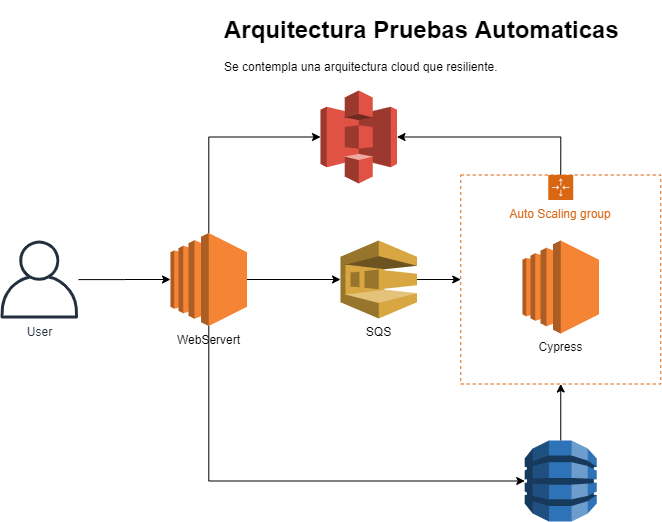 Arquitectura Pruebas Automaticas
Se contempla una arquitectura cloud que resiliente.
Auto Scaling group
User
WebServert
SQS
Cypress